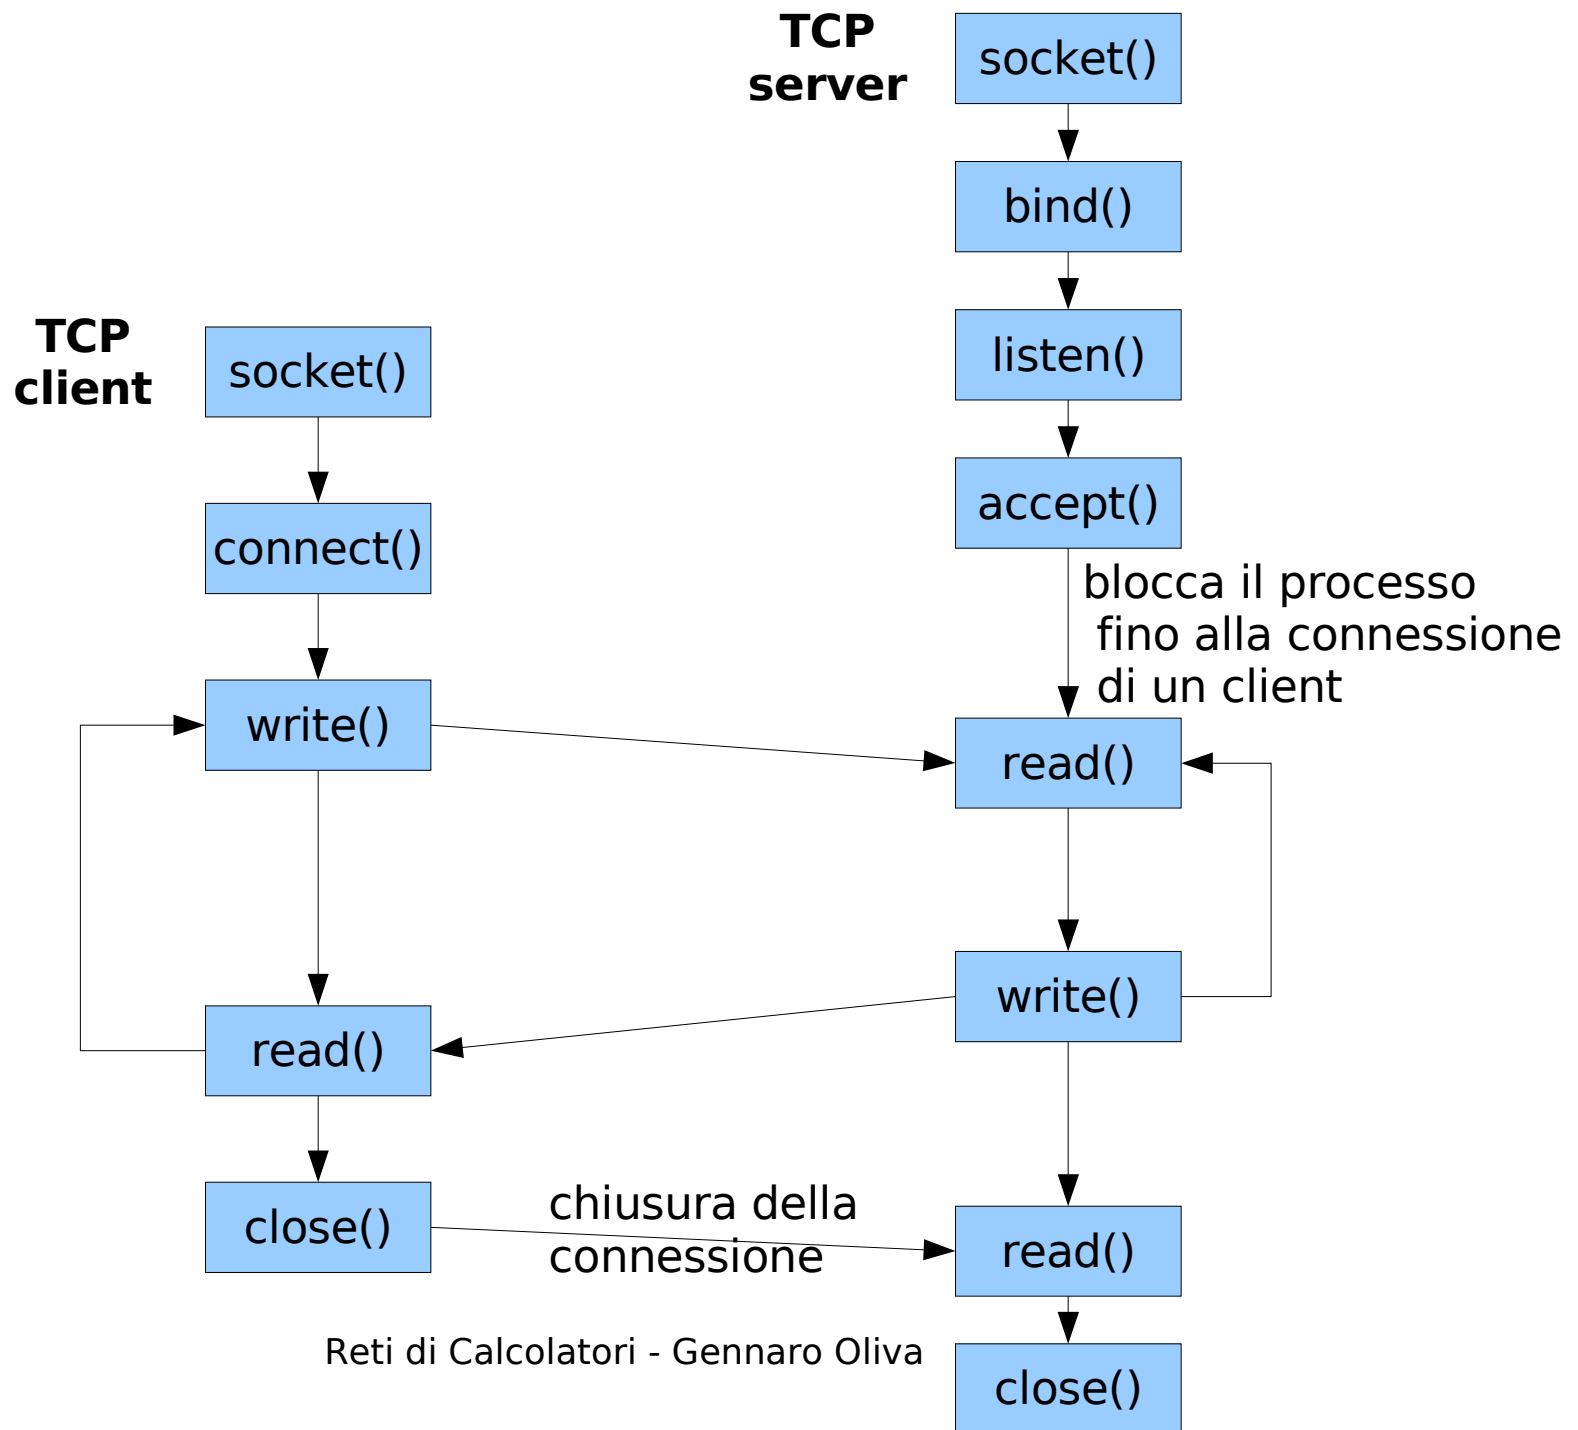 TCP
server
socket()
bind()
listen()
accept()
blocca il processo
fino alla connessione
di un client
read()
write()
read()
close()
TCP
client
socket()
connect()
write()
read()
close()
chiusura della
connessione
Reti di Calcolatori - Gennaro Oliva